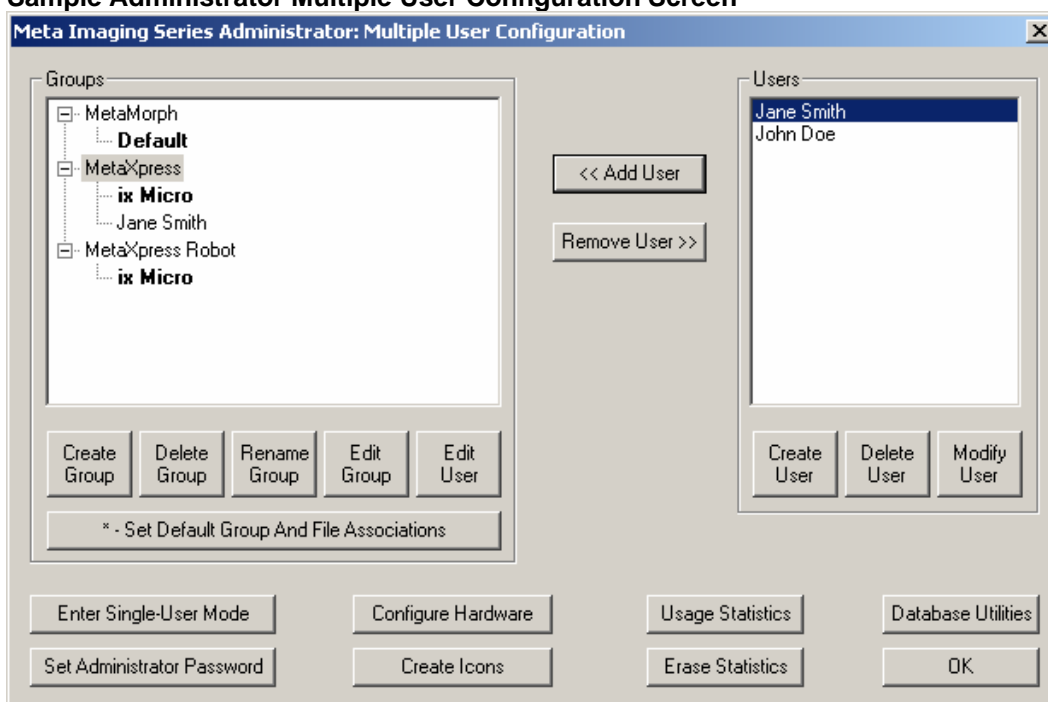 Sample Administrator Multiple User Configuration Screen
Meta Imaging Series Administrator: Multiple User Configuration
Groups
MetaMorph
Default
MetaXpress
ix Micro
Jane Smith
MetaXpress Robot
ix Micro
<< Add User
Remove User >>
Users
Jane Smith
John Doe
Create Group
Delete Group
Rename Group
Edit Group
Edit User
* - Set Default Group And File Associations
Create User
Delete User
Modify User
Enter Single-User Mode
Configure Hardware
Usage Statistics
Database Utilities
Set Administrator Password
Create Icons
Erase Statistics
OK